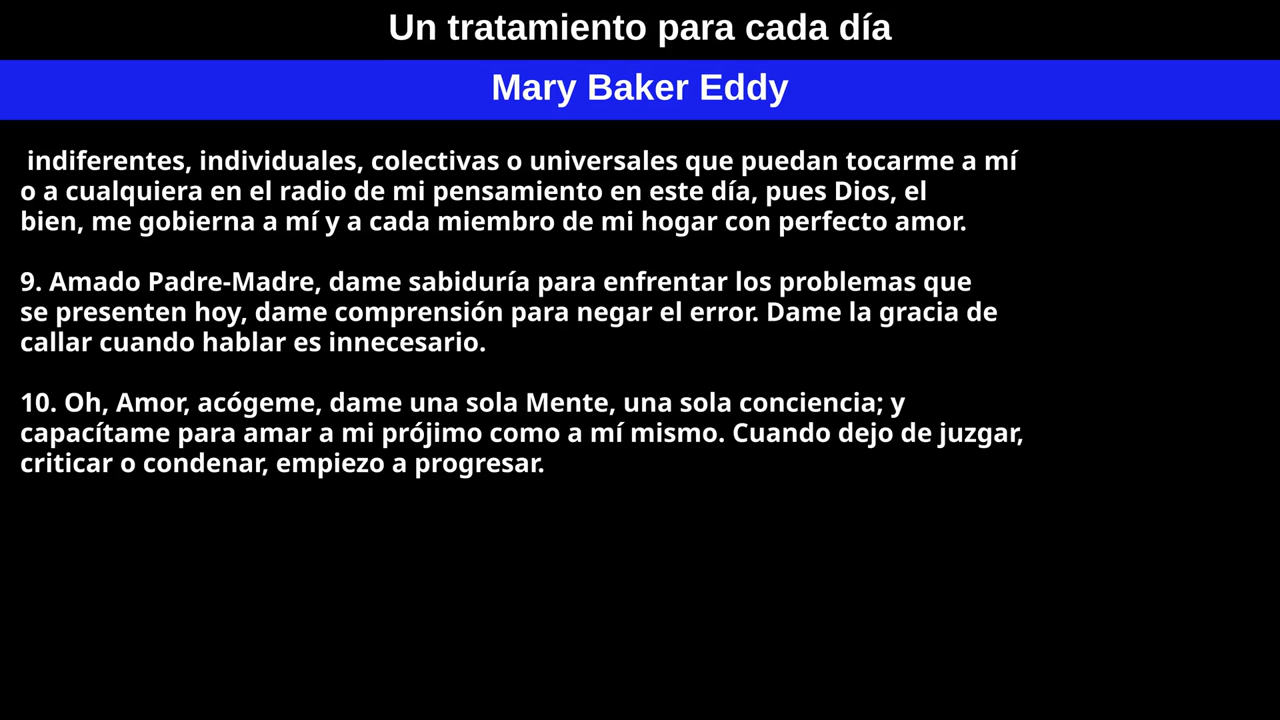 Un tratamiento para cada día
Mary Baker Eddy
indiferentes, individuales, colectivas o universales que puedan tocarme a mí
o a cualquiera en el radio de mi pensamiento en este día, pues Dios, el
bien, me gobierna a mí y a cada miembro de mi hogar con perfecto amor.
9. Amado Padre-Madre, dame sabiduría para enfrentar los problemas que
se presenten hoy, dame comprensión para negar el error. Dame la gracia de
callar cuando hablar es innecesario.
10. Oh, Amor, acógeme, dame una sola Mente, una sola conciencia; y
capacítame para amar a mi prójimo como a mí mismo. Cuando dejo de juzgar,
criticar o condenar, empiezo a progresar.